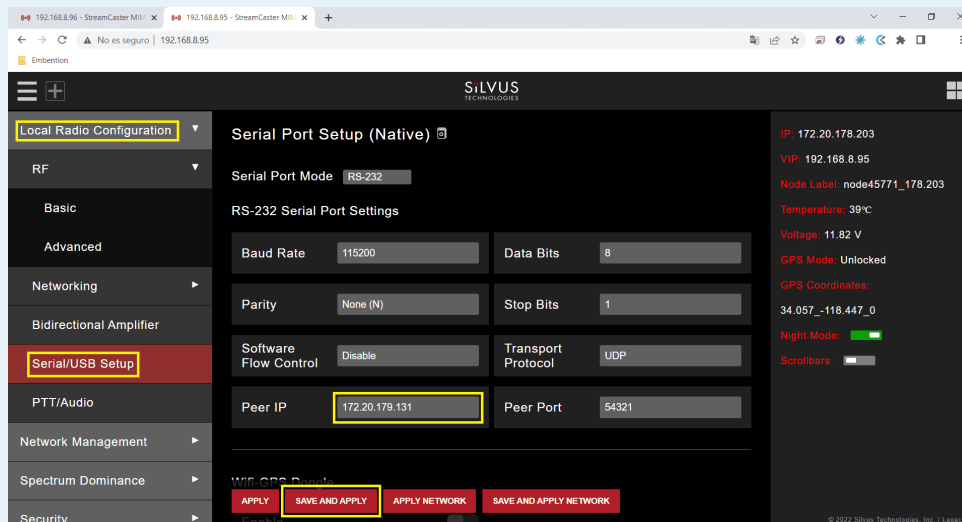 192.168.8.96 - StreamCaster MIM
192.168.8.95 - StreamCaster MIM
No es seguro | 192.168.8.95
Embention
SILVUS
TECHNOLOGIES
Local Radio Configuration
RF
Basic
Advanced
Networking
Bidirectional Amplifier
Serial/USB Setup
PTT/Audio
Network Management
Spectrum Dominance
Security
Serial Port Setup (Native)
Serial Port Mode RS-232
RS-232 Serial Port Settings
Baud Rate 115200 Data Bits 8
Parity None (N) Stop Bits 1
Software
Flow Control Disable
Transport
Protocol UDP
Peer IP 172.20.179.131 Peer Port 54321
Wifi-GPS Dongle
APPLY SAVE AND APPLY APPLY NETWORK SAVE AND APPLY NETWORK
Enable
IP: 172.20.178.203
VIP: 192.168.8.95
Node Label: node45771_178.203
Temperature: 39°C
Voltage: 11.82 V
GPS Mode: Unlocked
GPS Coordinates:
34.057_-118.447_0
Night Mode:
Scrollbars:
© 2022 Silvus Technologies, Inc. | Legal